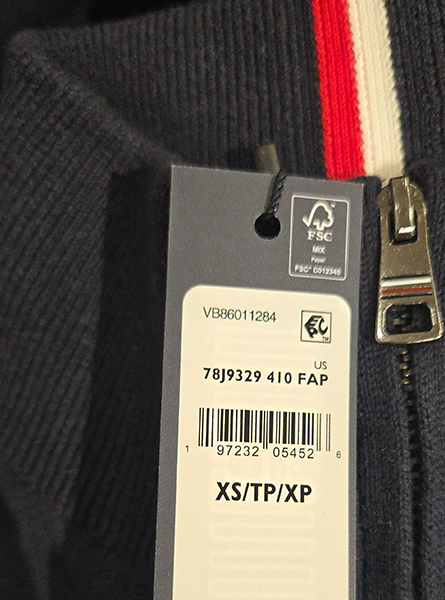 FSC
MIX
Paper
FSC® C012345
VB86011284
US
78J9329 410 FAP
1 97232 05452 6
XS/TP/XP